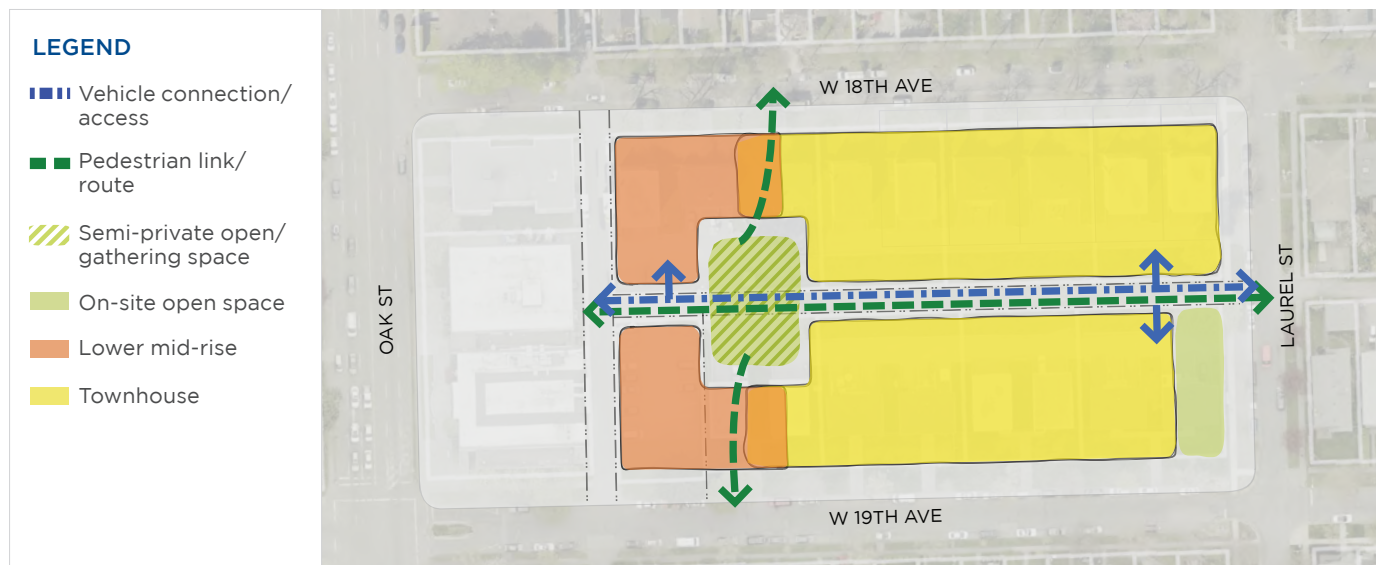 LEGEND
Vehicle connection/
access
Pedestrian link/
route
Semi-private open/
gathering space
On-site open space
Lower mid-rise
Townhouse
W 18TH AVE
OAK ST
LAUREL ST
W 19TH AVE